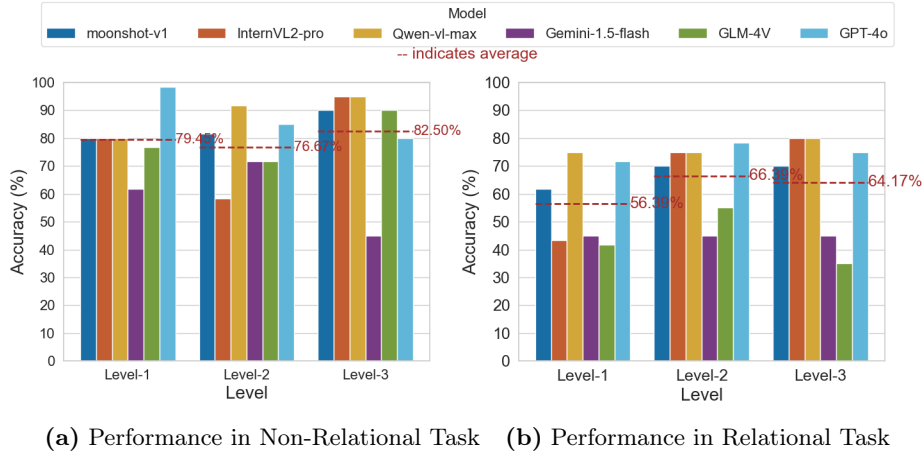 Model
moonshot-v1 InternVL2-pro Qwen-vl-max Gemini-1.5-flash GLM-4V GPT-4o
-- indicates average
100
90
80
70
60
50
40
30
20
10
0
Accuracy (%)
79.45%
76.67%
82.50%
Level-1 Level-2 Level-3
Level
100
90
80
70
60
50
40
30
20
10
0
Accuracy (%)
56.39%
66.39%
64.17%
Level-1 Level-2 Level-3
Level
(a) Performance in Non-Relational Task (b) Performance in Relational Task